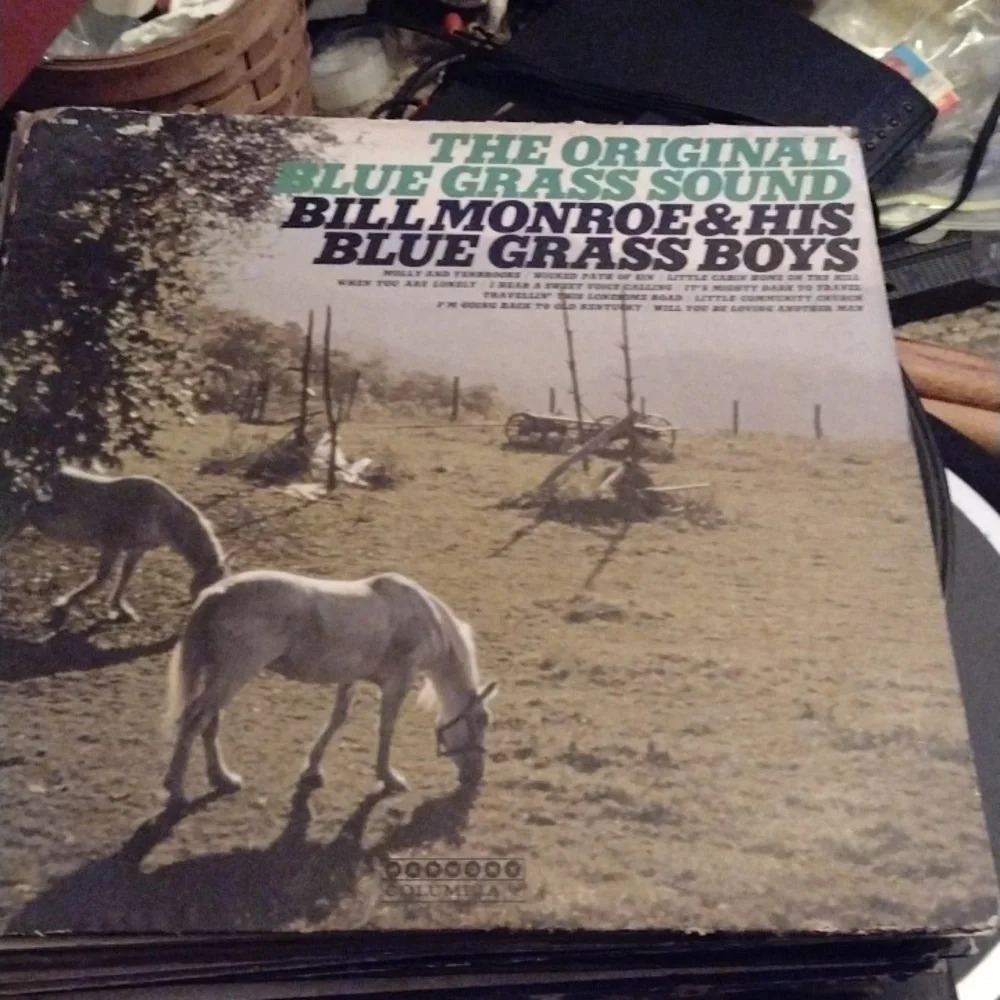 THE ORIGINAL
BLUE GRASS SOUND
BILL MONROE & HIS
BLUE GRASS BOYS
MOLLY AND TENBROOKS / WICKED PATH OF SIN / LITTLE CABIN HOME ON THE HILL
WHEN YOU ARE LONELY / I HEAR A SWEET VOICE CALLING / IT'S MIGHTY DARK TO TRAVEL
TRAVELLIN' THIS LONESOME ROAD / LITTLE COMMUNITY CHURCH
I'M GOING BACK TO OLD KENTUCKY / WILL YOU BE LOVING ANOTHER MAN
HARMONY
COLUMBIA